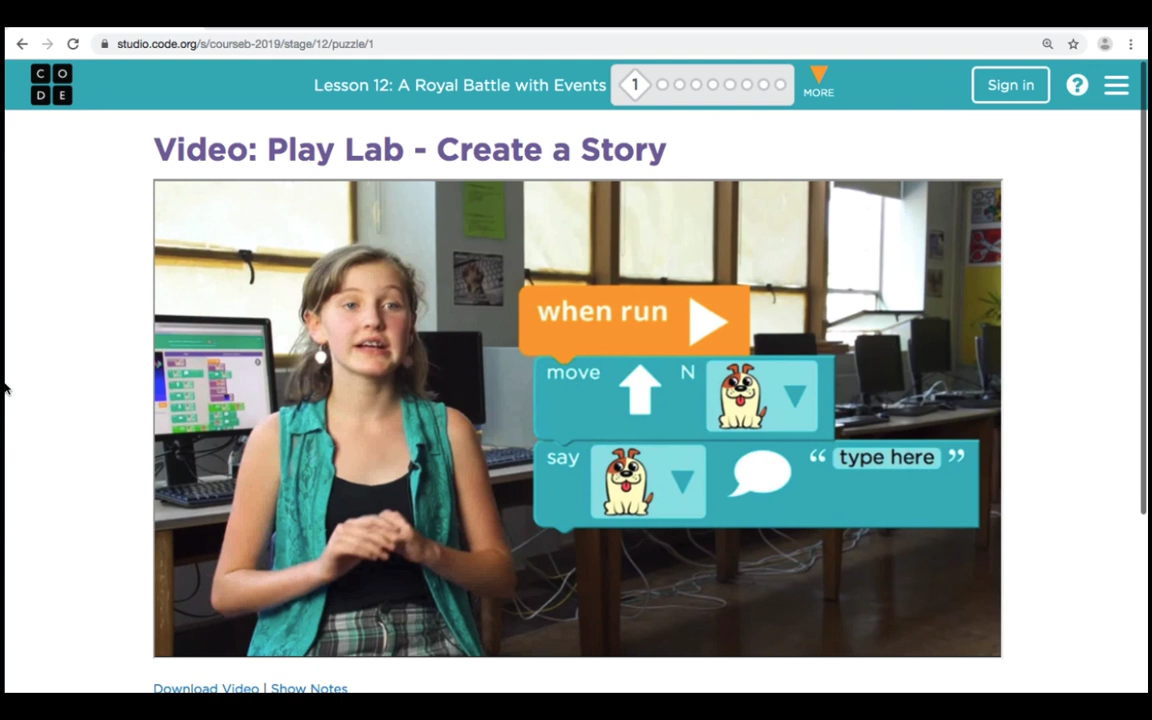 studio.code.org/s/courseb-2019/stage/12/puzzle/1
C O
D E
Lesson 12: A Royal Battle with Events
1
MORE
Sign in
?
Video: Play Lab - Create a Story
when run
move N
say “ type here ”
Download Video | Show Notes